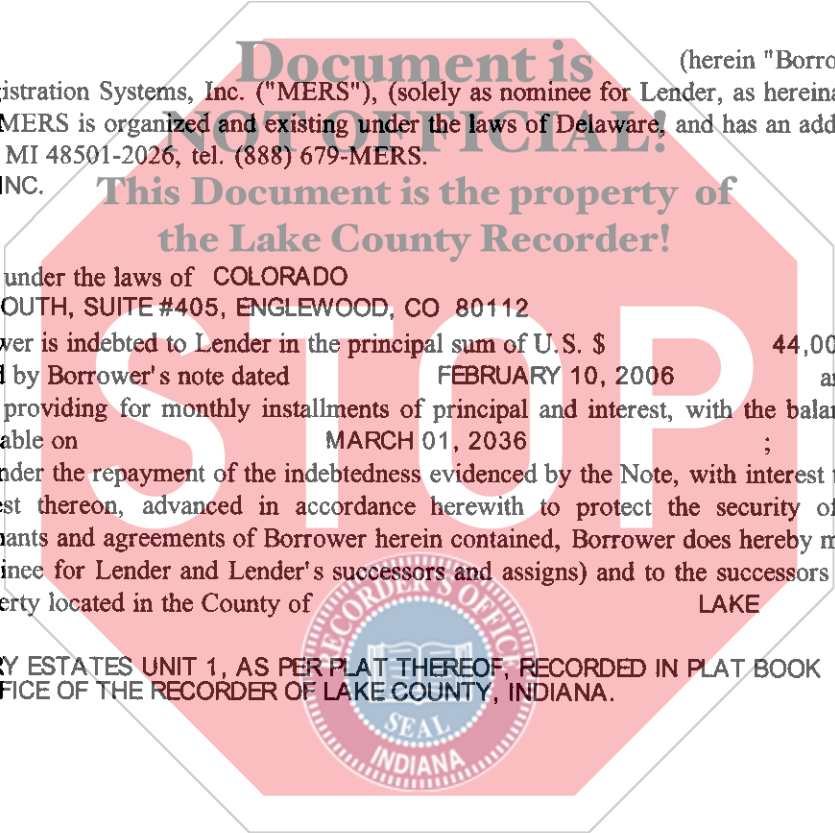 Document is
(herein "Borro
istration Systems, Inc. ("MERS"), (solely as nominee for Lender, as hereina
NOT OFFICIAL!
MERS is organized and existing under the laws of Delaware, and has an add
MI 48501-2026, tel. (888) 679-MERS.
INC.
This Document is the property of
the Lake County Recorder!
under the laws of COLORADO
OUTH, SUITE #405, ENGLEWOOD, CO 80112
STOP
wer is indebted to Lender in the principal sum of U.S. $ 44,00
d by Borrower's note dated FEBRUARY 10, 2006 an
providing for monthly installments of principal and interest, with the balan
able on MARCH 01, 2036 ;
nder the repayment of the indebtedness evidenced by the Note, with interest t
est thereon, advanced in accordance herewith to protect the security of
nants and agreements of Borrower herein contained, Borrower does hereby m
inee for Lender and Lender's successors and assigns) and to the successors
erty located in the County of LAKE
RY ESTATES UNIT 1, AS PER PLAT THEREOF, RECORDED IN PLAT BOOK
FICE OF THE RECORDER OF LAKE COUNTY, INDIANA.
RECORDER'S OFFICE
SEAL
INDIANA